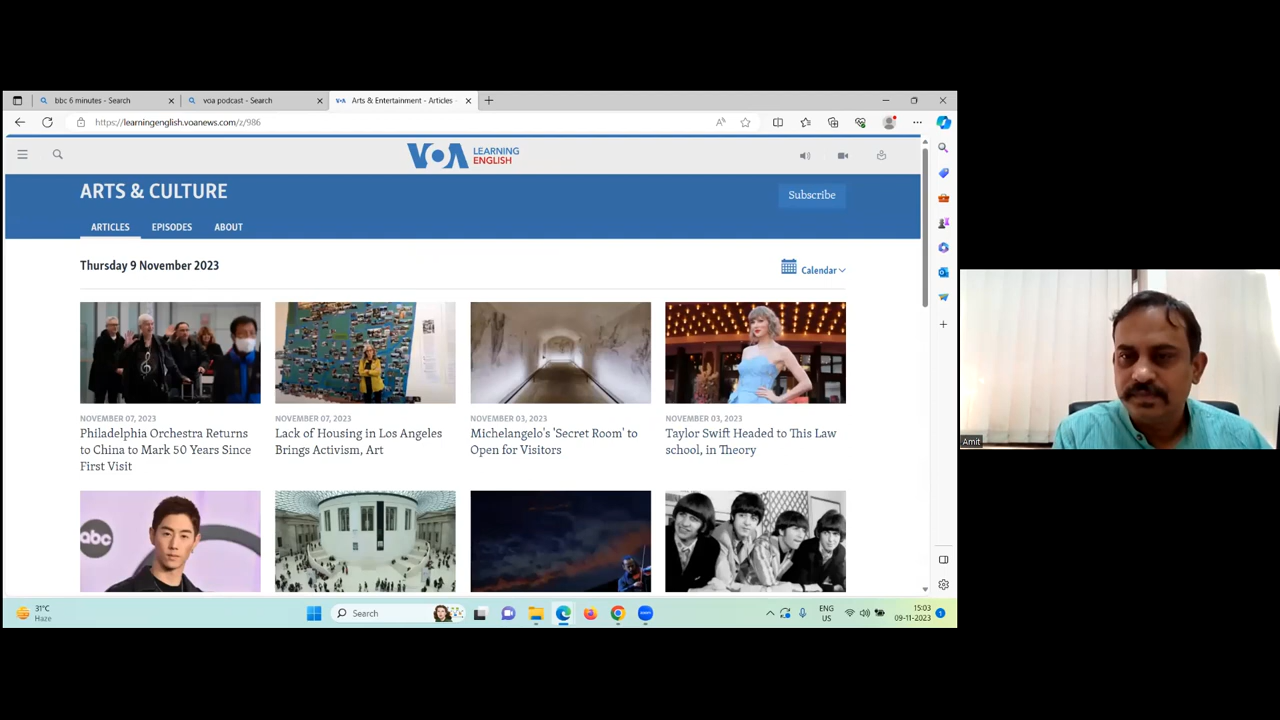 bbc 6 minutes - Search
voa podcast - Search
Arts & Entertainment - Articles -
https://learningenglish.voanews.com/z/986
VOA LEARNING
ENGLISH
ARTS & CULTURE
Subscribe
ARTICLES EPISODES ABOUT
Thursday 9 November 2023
Calendar
NOVEMBER 07, 2023
Philadelphia Orchestra Returns
to China to Mark 50 Years Since
First Visit
NOVEMBER 07, 2023
Lack of Housing in Los Angeles
Brings Activism, Art
NOVEMBER 03, 2023
Michelangelo's 'Secret Room' to
Open for Visitors
NOVEMBER 03, 2023
Taylor Swift Headed to This Law
school, in Theory
abc
Amit
31°C
Haze
Search
ENG
US
15:03
09-11-2023
1